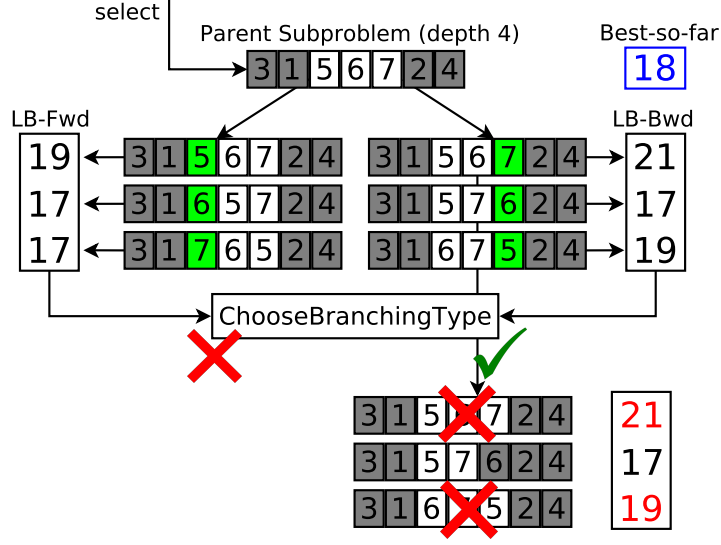 select
Parent Subproblem (depth 4)
Best-so-far
3 1 5 6 7 2 4
18
LB-Fwd
LB-Bwd
19
3 1 5 6 7 2 4
3 1 5 6 7 2 4
21
17
3 1 6 5 7 2 4
3 1 5 7 6 2 4
17
17
3 1 7 6 5 2 4
3 1 6 7 5 2 4
19
ChooseBranchingType
3 1 5 7 2 4
21
3 1 5 7 6 2 4
17
3 1 6 5 2 4
19